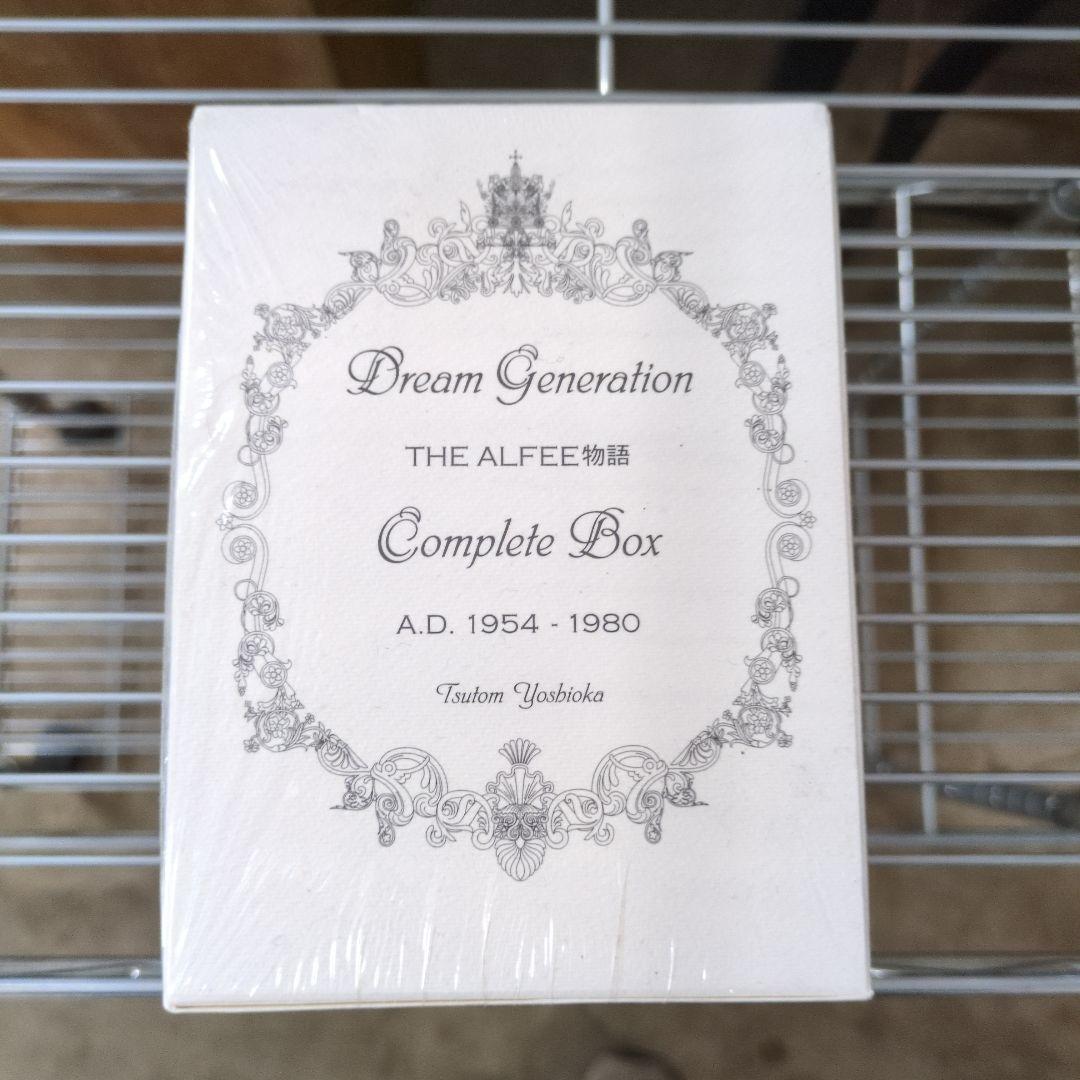 Dream Generation
THE ALFEE物語
Complete Box
A.D. 1954 - 1980
Tsutom Yoshioka